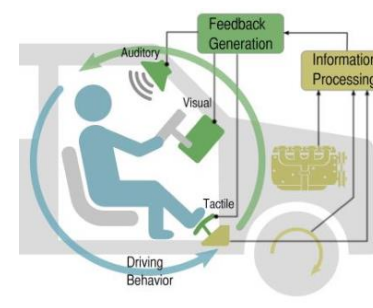 Feedback
Generation
Auditory
Information
Processing
Visual
Tactile
Driving
Behavior